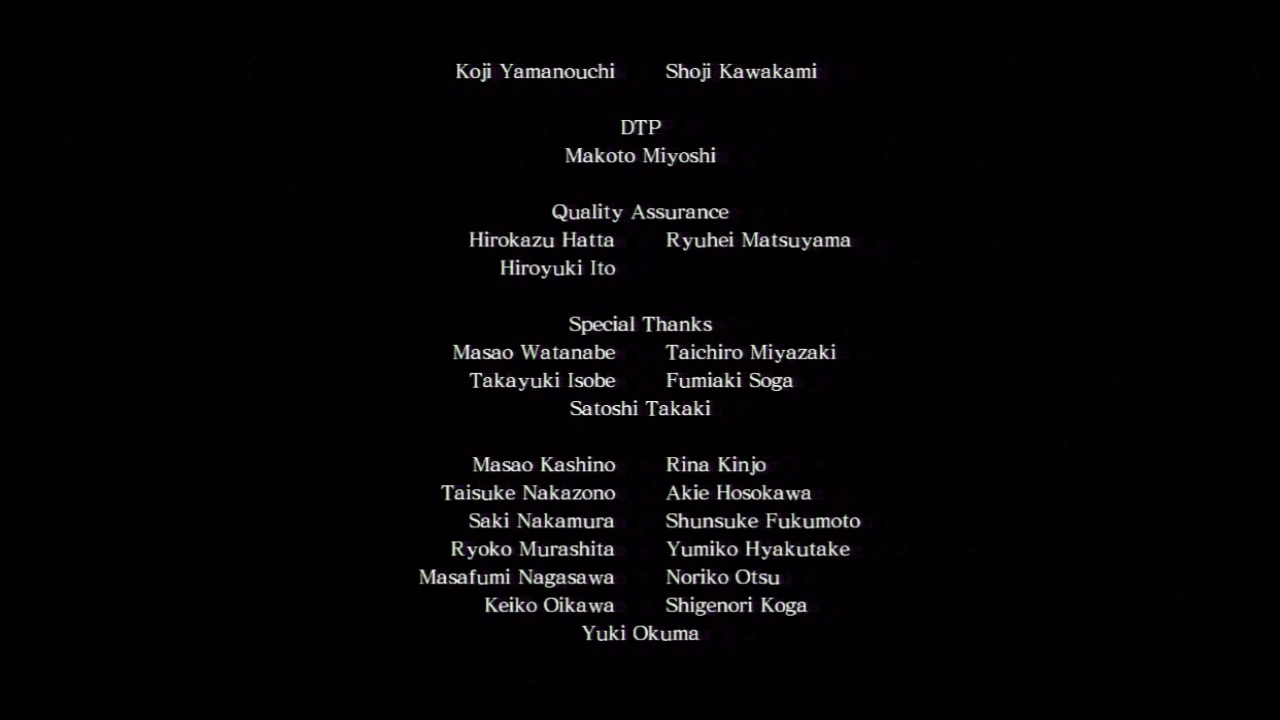 Koji Yamanouchi Shoji Kawakami
DTP
Makoto Miyoshi
Quality Assurance
Hirokazu Hatta Ryuhei Matsuyama
Hiroyuki Ito
Special Thanks
Masao Watanabe Taichiro Miyazaki
Takayuki Isobe Fumiaki Soga
Satoshi Takaki
Masao Kashino Rina Kinjo
Taisuke Nakazono Akie Hosokawa
Saki Nakamura Shunsuke Fukumoto
Ryoko Murashita Yumiko Hyakutake
Masafumi Nagasawa Noriko Otsu
Keiko Oikawa Shigenori Koga
Yuki Okuma